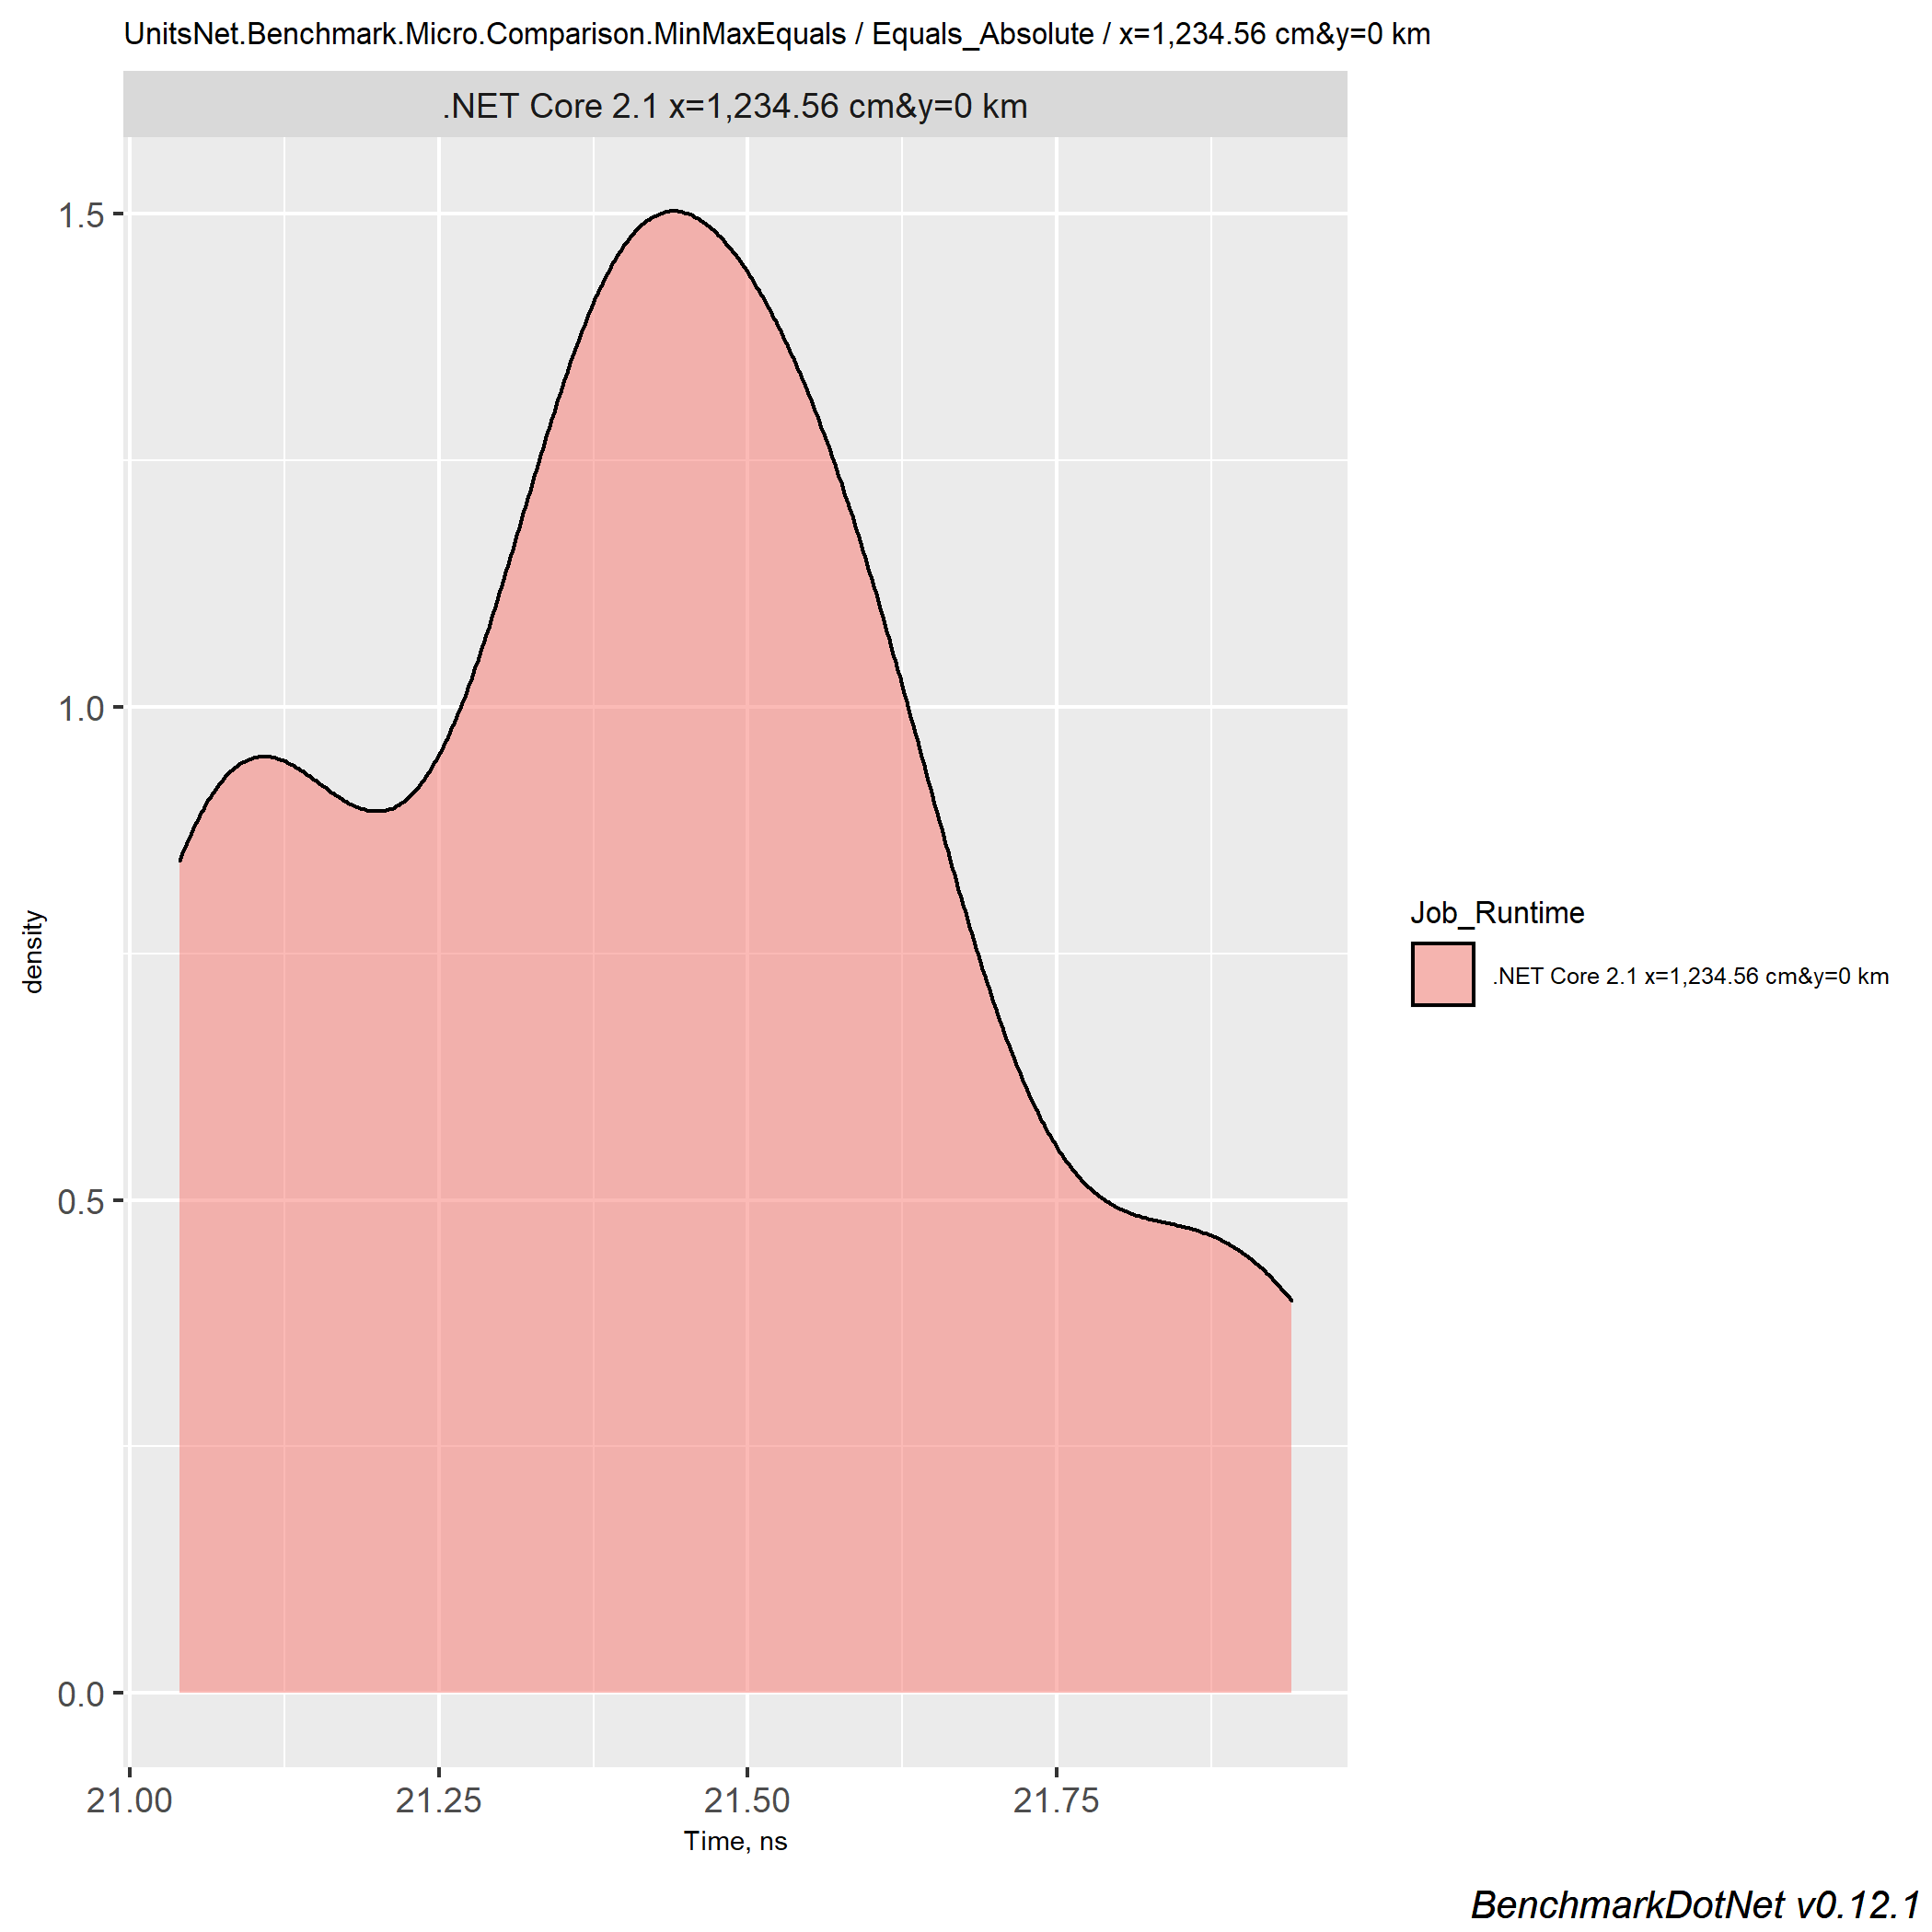 UnitsNet.Benchmark.Micro.Comparison.MinMaxEquals / Equals_Absolute / x=1,234.56 cm&y=0 km
.NET Core 2.1 x=1,234.56 cm&y=0 km
1.5
1.0
0.5
0.0
density
21.00 21.25 21.50 21.75
Time, ns
Job_Runtime
.NET Core 2.1 x=1,234.56 cm&y=0 km
BenchmarkDotNet v0.12.1